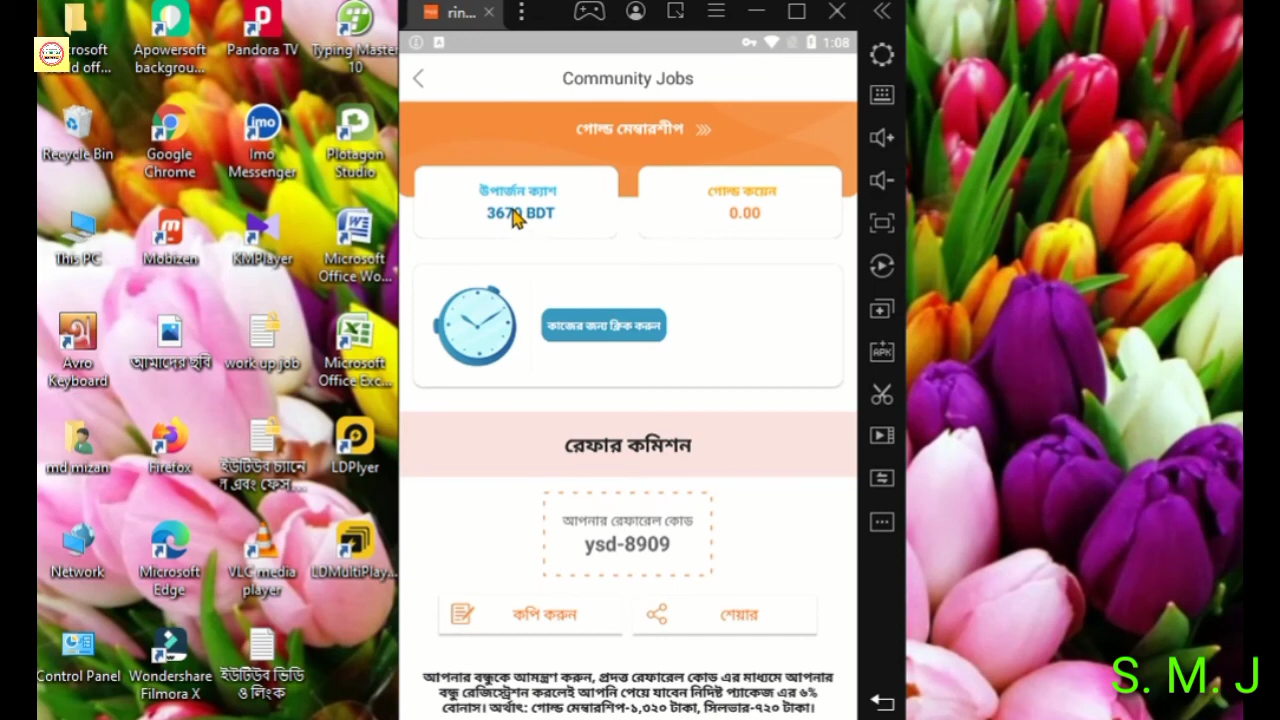 rin...
1:08
Community Jobs
গোল্ড মেম্বারশীপ
উপার্জন ক্যাশ
BDT
গোল্ড কয়েন
0.00
কাজের জন্য ক্লিক করুন
রেফার কমিশন
আপনার রেফারেল কোড
ysd-8909
কপি করুন
শেয়ার
আপনার বন্ধুকে আমন্ত্রণ করুন, প্রদত্ত রেফারেল কোড এর মাধ্যমে আপনার
বন্ধু রেজিস্ট্রেশন করলেই আপনি পেয়ে যাবেন নির্দিষ্ট প্যাকেজ এর ৬%
বোনাস। অর্থাৎ: গোল্ড মেম্বারশিপ-১,৩২০ টাকা, সিলভার-৭২০ টাকা।
Apowersoft
backgrou...
Pandora TV
Typing Master
10
Recycle Bin
Google
Chrome
Imo
Messenger
Plotagon
Studio
This PC
Mobizen
KMPlayer
Microsoft
Office Wo...
Avro
Keyboard
আমাদের ছবি
work up job
Microsoft
Office Exc...
md mizan
Firefox
ইউটিউব চ্যানে
ল এবং ফেস...
LDPlyer
Network
Microsoft
Edge
VLC media
player
LDMultiPlay...
Control Panel
Wondershare
Filmora X
ইউটিউব ভিডি
ও লিংক
APK
S. M. J